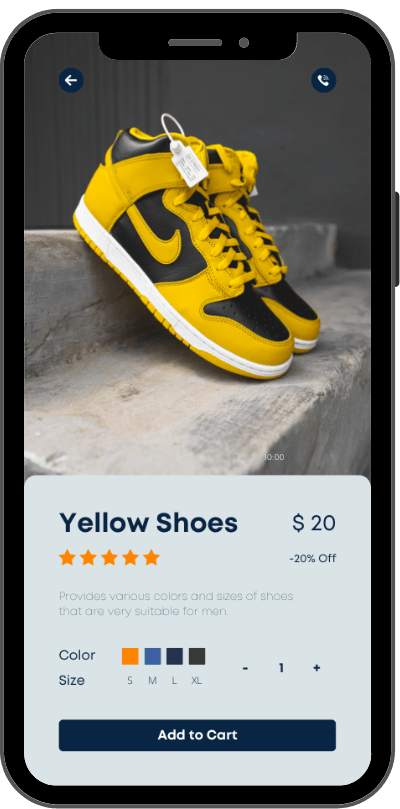 10:00
Yellow Shoes
$ 20
-20% Off
Provides various colors and sizes of shoes
that are very suitable for men.
Color
Size
S M L XL
- 1 +
Add to Cart